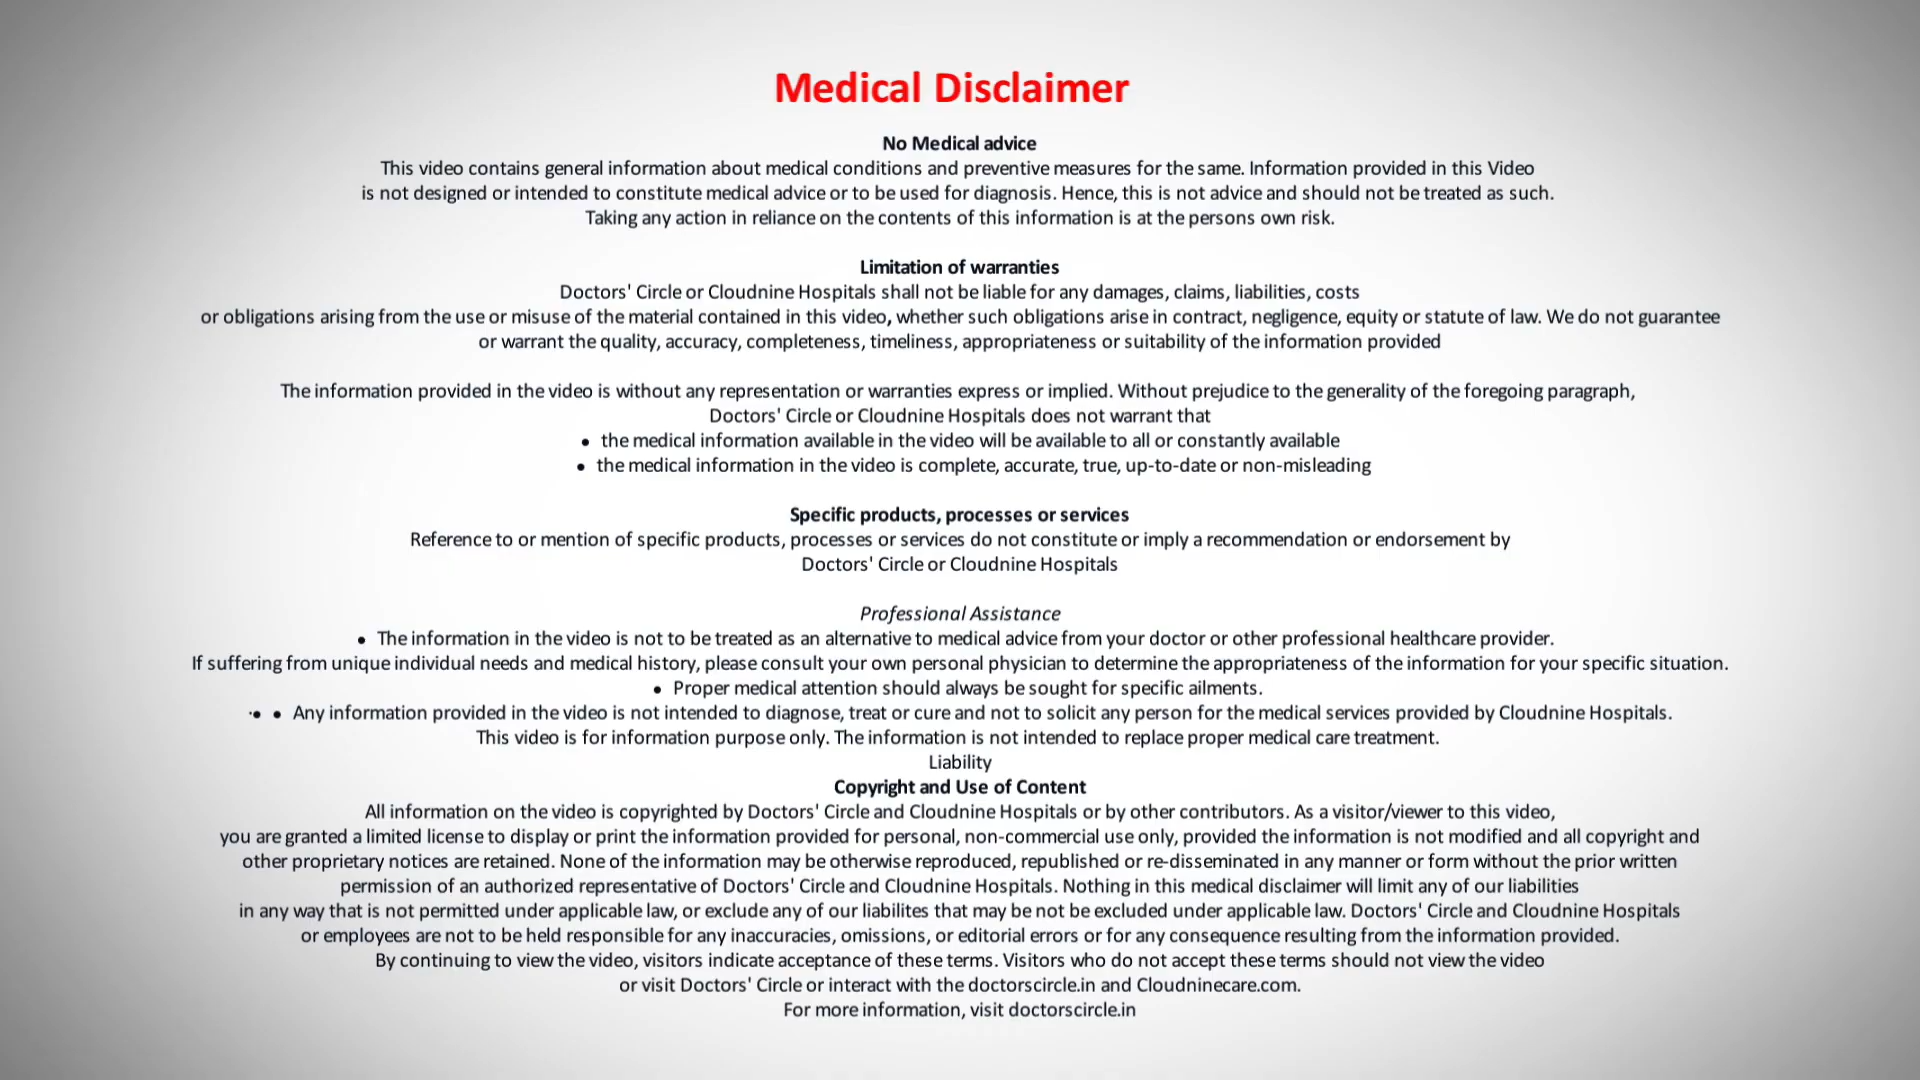 Medical Disclaimer
No Medical advice
This video contains general information about medical conditions and preventive measures for the same. Information provided in this Video
is not designed or intended to constitute medical advice or to be used for diagnosis. Hence, this is not advice and should not be treated as such.
Taking any action in reliance on the contents of this information is at the persons own risk.
Limitation of warranties
Doctors' Circle or Cloudnine Hospitals shall not be liable for any damages, claims, liabilities, costs
or obligations arising from the use or misuse of the material contained in this video, whether such obligations arise in contract, negligence, equity or statute of law. We do not guarantee
or warrant the quality, accuracy, completeness, timeliness, appropriateness or suitability of the information provided
The information provided in the video is without any representation or warranties express or implied. Without prejudice to the generality of the foregoing paragraph,
Doctors' Circle or Cloudnine Hospitals does not warrant that
● the medical information available in the video will be available to all or constantly available
● the medical information in the video is complete, accurate, true, up-to-date or non-misleading
Specific products, processes or services
Reference to or mention of specific products, processes or services do not constitute or imply a recommendation or endorsement by
Doctors' Circle or Cloudnine Hospitals
Professional Assistance
● The information in the video is not to be treated as an alternative to medical advice from your doctor or other professional healthcare provider.
If suffering from unique individual needs and medical history, please consult your own personal physician to determine the appropriateness of the information for your specific situation.
● Proper medical attention should always be sought for specific ailments.
·● ● Any information provided in the video is not intended to diagnose, treat or cure and not to solicit any person for the medical services provided by Cloudnine Hospitals.
This video is for information purpose only. The information is not intended to replace proper medical care treatment.
Liability
Copyright and Use of Content
All information on the video is copyrighted by Doctors' Circle and Cloudnine Hospitals or by other contributors. As a visitor/viewer to this video,
you are granted a limited license to display or print the information provided for personal, non-commercial use only, provided the information is not modified and all copyright and
other proprietary notices are retained. None of the information may be otherwise reproduced, republished or re-disseminated in any manner or form without the prior written
permission of an authorized representative of Doctors' Circle and Cloudnine Hospitals. Nothing in this medical disclaimer will limit any of our liabilities
in any way that is not permitted under applicable law, or exclude any of our liabilites that may be not be excluded under applicable law. Doctors' Circle and Cloudnine Hospitals
or employees are not to be held responsible for any inaccuracies, omissions, or editorial errors or for any consequence resulting from the information provided.
By continuing to view the video, visitors indicate acceptance of these terms. Visitors who do not accept these terms should not view the video
or visit Doctors' Circle or interact with the doctorscircle.in and Cloudninecare.com.
For more information, visit doctorscircle.in